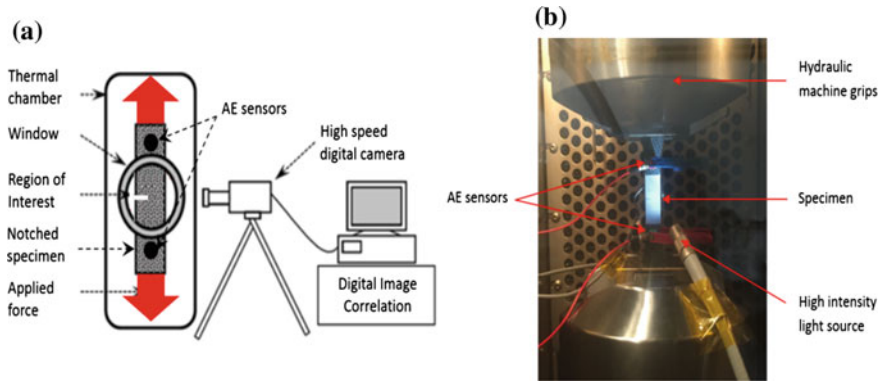 (a)
Thermal
chamber
Window
Region of
Interest
Notched
specimen
Applied
force
AE sensors
High speed
digital camera
Digital Image
Correlation
(b)
Hydraulic
machine grips
AE sensors
Specimen
High intensity
light source